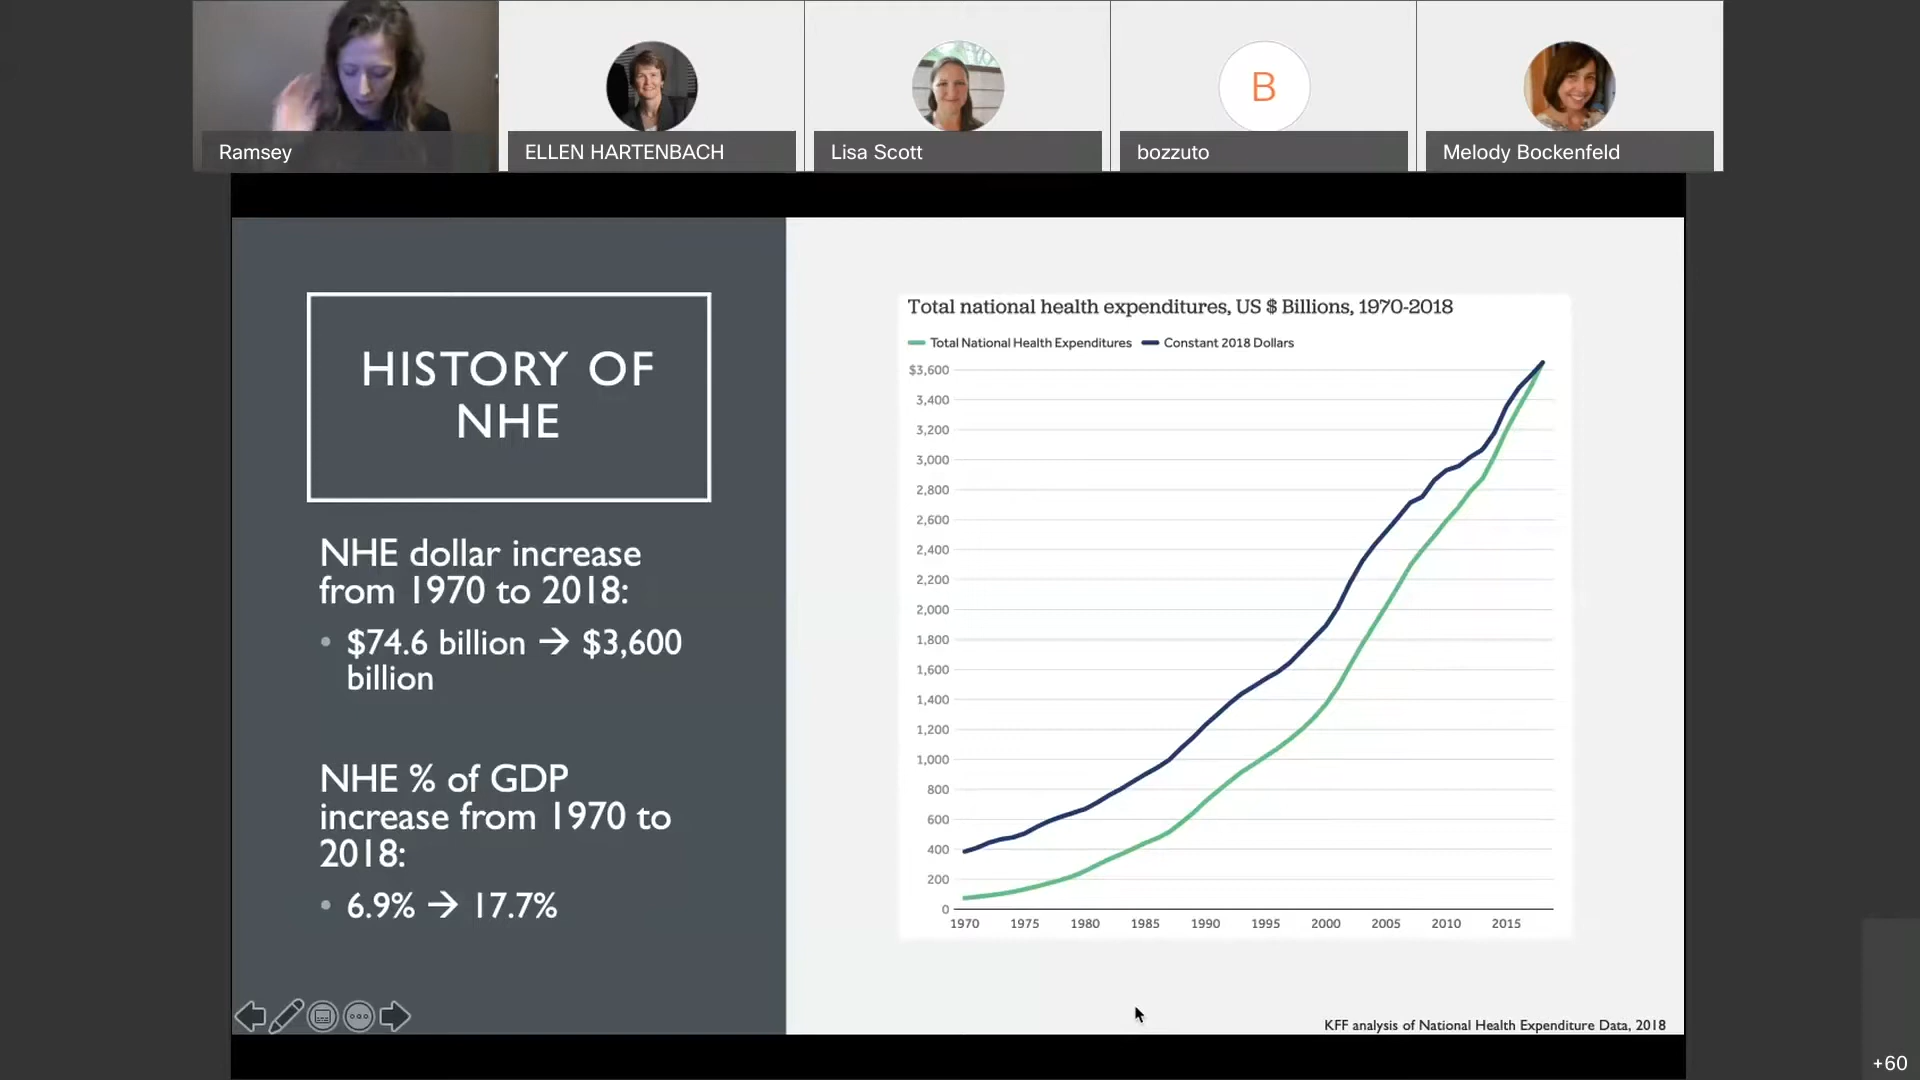 Ramsey
ELLEN HARTENBACH
Lisa Scott
B
bozzuto
Melody Bockenfeld
HISTORY OF
NHE
NHE dollar increase
from 1970 to 2018:
• $74.6 billion → $3,600
billion
NHE % of GDP
increase from 1970 to
2018:
• 6.9% → 17.7%
Total national health expenditures, US $ Billions, 1970-2018
Total National Health Expenditures Constant 2018 Dollars
$3,600
3,400
3,200
3,000
2,800
2,600
2,400
2,200
2,000
1,800
1,600
1,400
1,200
1,000
800
600
400
200
0
1970 1975 1980 1985 1990 1995 2000 2005 2010 2015
KFF analysis of National Health Expenditure Data, 2018
+60